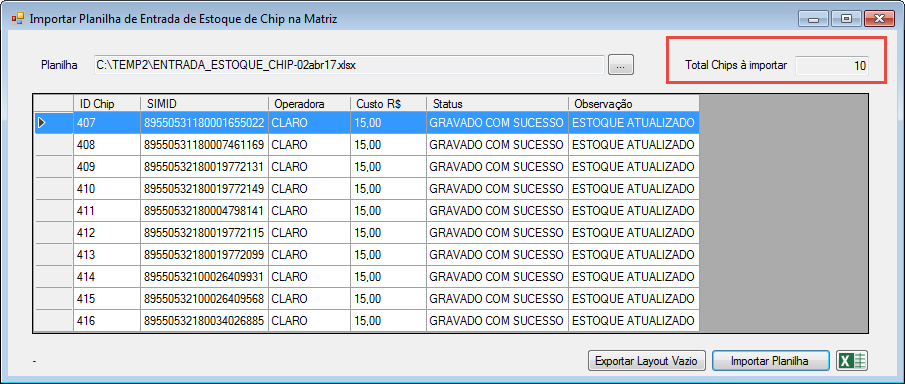 Importar Planilha de Entrada de Estoque de Chip na Matriz
Planilha C:\TEMP2\ENTRADA_ESTOQUE_CHIP-02abr17.xlsx ... Total Chips à importar 10
ID Chip SIMID Operadora Custo R$ Status Observação
407 89550531180001655022 CLARO 15,00 GRAVADO COM SUCESSO ESTOQUE ATUALIZADO
408 89550531180007461169 CLARO 15,00 GRAVADO COM SUCESSO ESTOQUE ATUALIZADO
409 89550532180019772131 CLARO 15,00 GRAVADO COM SUCESSO ESTOQUE ATUALIZADO
410 89550532180019772149 CLARO 15,00 GRAVADO COM SUCESSO ESTOQUE ATUALIZADO
411 89550532180004798141 CLARO 15,00 GRAVADO COM SUCESSO ESTOQUE ATUALIZADO
412 89550532180019772115 CLARO 15,00 GRAVADO COM SUCESSO ESTOQUE ATUALIZADO
413 89550532180019772099 CLARO 15,00 GRAVADO COM SUCESSO ESTOQUE ATUALIZADO
414 89550532100026409931 CLARO 15,00 GRAVADO COM SUCESSO ESTOQUE ATUALIZADO
415 89550532100026409568 CLARO 15,00 GRAVADO COM SUCESSO ESTOQUE ATUALIZADO
416 89550532180034026885 CLARO 15,00 GRAVADO COM SUCESSO ESTOQUE ATUALIZADO
- Exportar Layout Vazio Importar Planilha